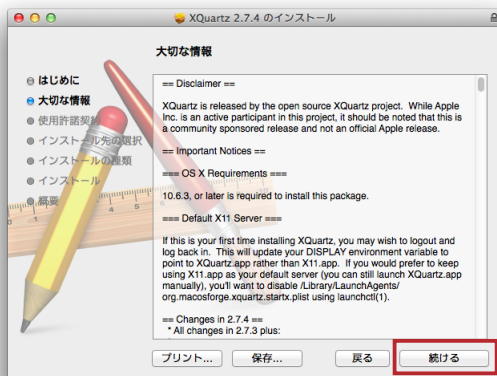 XQuartz 2.7.4 のインストール
大切な情報
はじめに
大切な情報
使用許諾契約
インストール先の選択
インストールの種類
インストール
概要
== Disclaimer ==
XQuartz is released by the open source XQuartz project.  While Apple
Inc. is an active participant in this project, it should be noted that this is
a community sponsored release and not an official Apple release.
== Important Notices ==
=== OS X Requirements ===
10.6.3, or later is required to install this package.
=== Default X11 Server ===
If this is your first time installing XQuartz, you may wish to logout and
log back in.  This will update your DISPLAY environment variable to
point to XQuartz.app rather than X11.app.  If you would prefer to keep
using X11.app as your default server (you can still launch XQuartz.app
manually), you'll want to disable /Library/LaunchAgents/
org.macosforge.xquartz.startx.plist using launchctl(1).
== Changes in 2.7.4 ==
* All changes in 2.7.3 plus:
4 5 6
プリント... 保存... 戻る 続ける